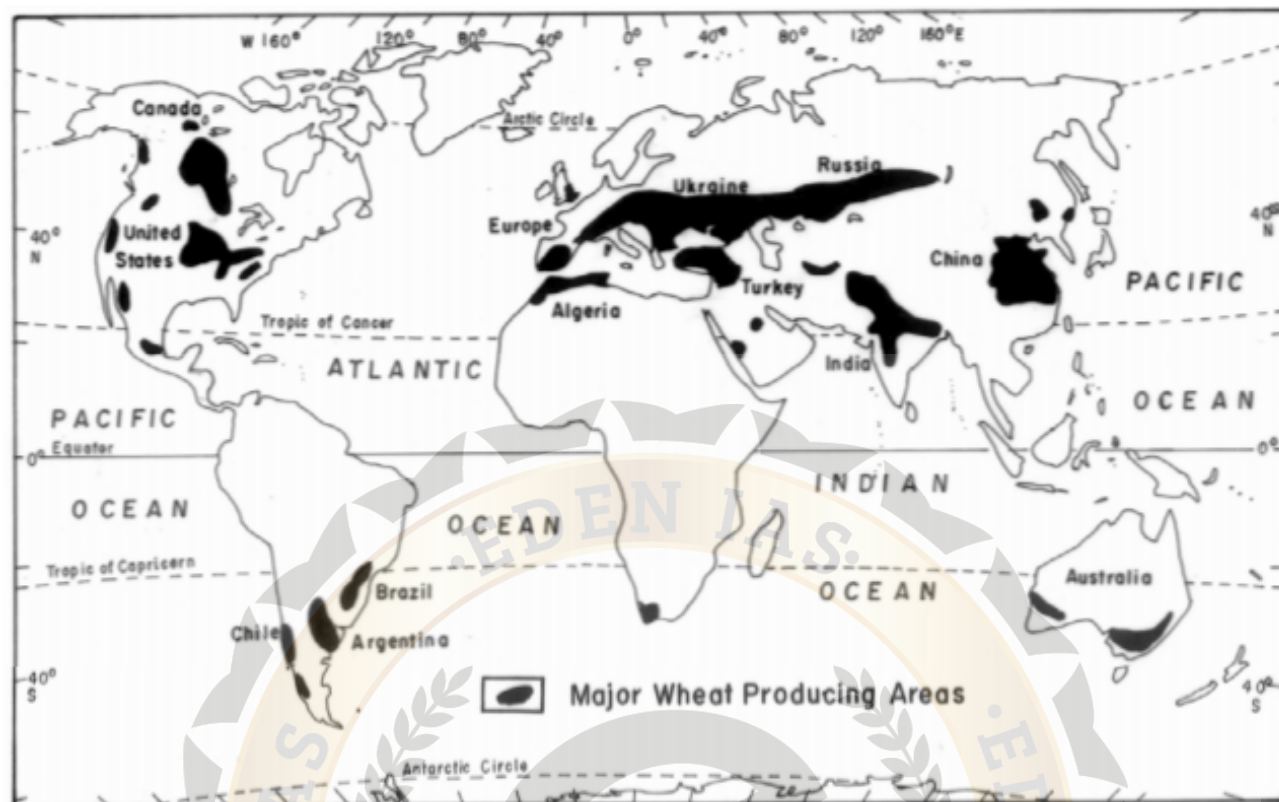 W 160° 120° 80° 40° 0° 40° 80° 120° 160°E
Canada
Arctic Circle
Russia
Ukraine
Europe
40°
N
United
States
China
40°
N
PACIFIC
Turkey
Algeria
Tropic of Cancer
India
ATLANTIC
OCEAN
PACIFIC
Equator
0°
0°
INDIAN
OCEAN
OCEAN
·EDEN IAS·
Tropic of Capricorn
OCEAN
Australia
Brazil
Chile
Argentina
40°
S
Major Wheat Producing Areas
40°
S
Antarctic Circle